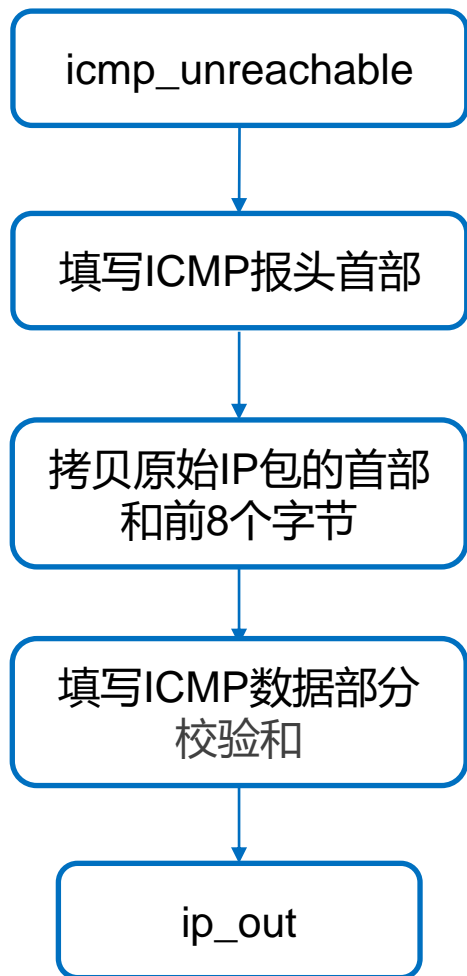 icmp_unreachable
填写ICMP报头首部
拷贝原始IP包的首部
和前8个字节
填写ICMP数据部分
校验和
ip_out